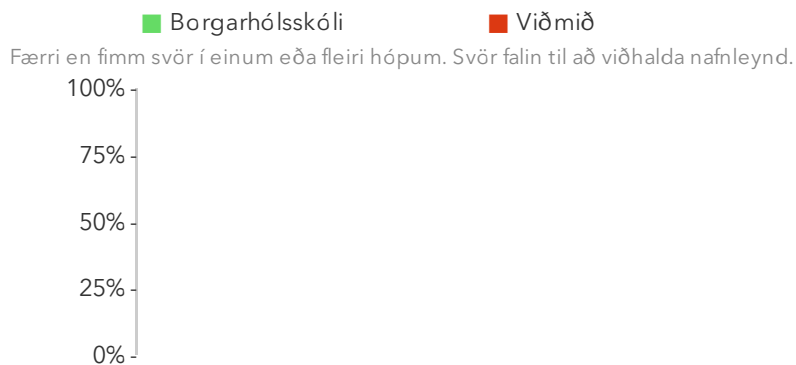 Borgarhólsskóli Viðmið
Færri en fimm svör í einum eða fleiri hópum. Svör falin til að viðhalda nafnleynd.
100%
75%
50%
25%
0%